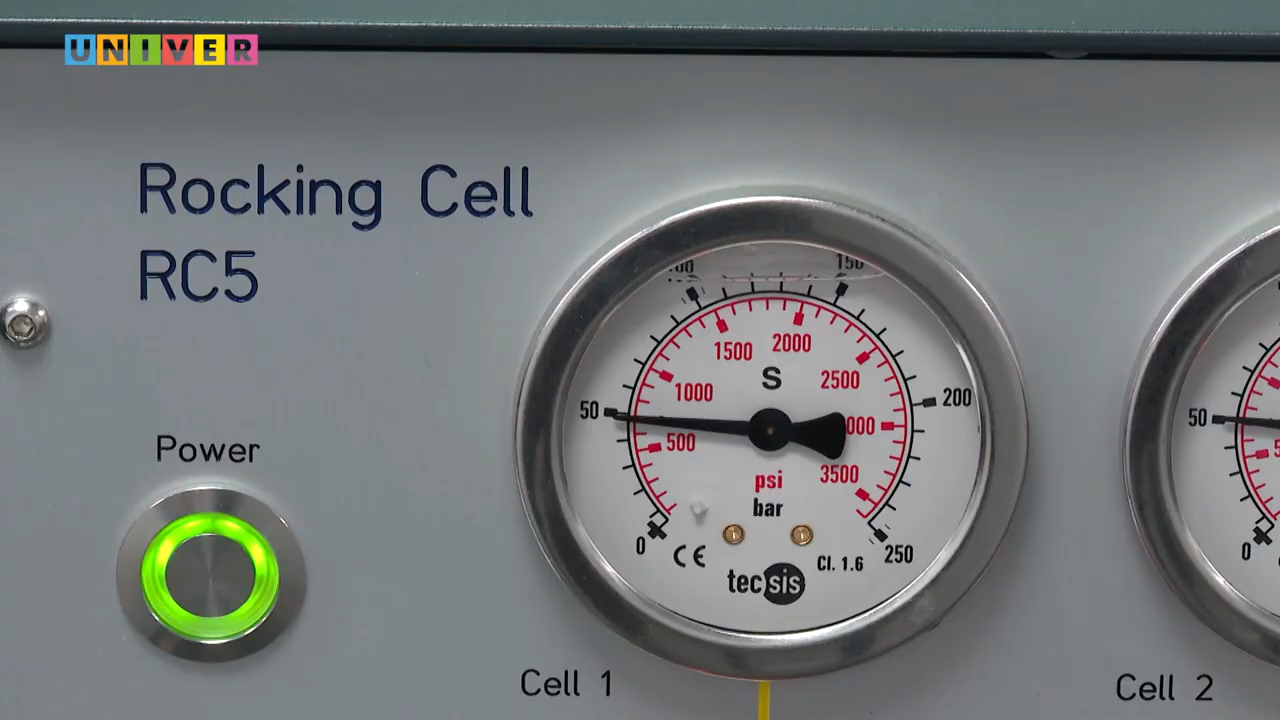 UNIVER
Rocking Cell
RC5
Power
100
150
50
200
0
250
500
1000
1500
2000
2500
3500
S
psi
bar
CE
Cl. 1.6
tecsis
Cell 1
50
0
Cell 2